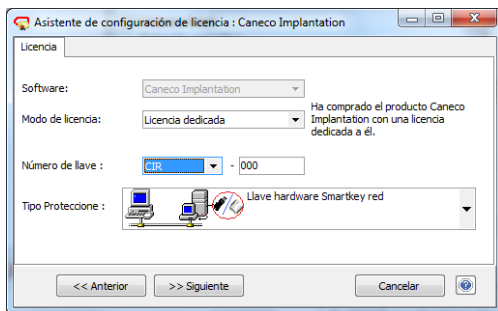 Asistente de configuración de licencia : Caneco Implantation
Licencia
Software:
Caneco Implantation
Modo de licencia:
Licencia dedicada
Ha comprado el producto Caneco
Implantation con una licencia
dedicada a él.
Número de llave :
CIR
- 000
Tipo Proteccione :
Llave hardware Smartkey red
<< Anterior
>> Siguiente
Cancelar